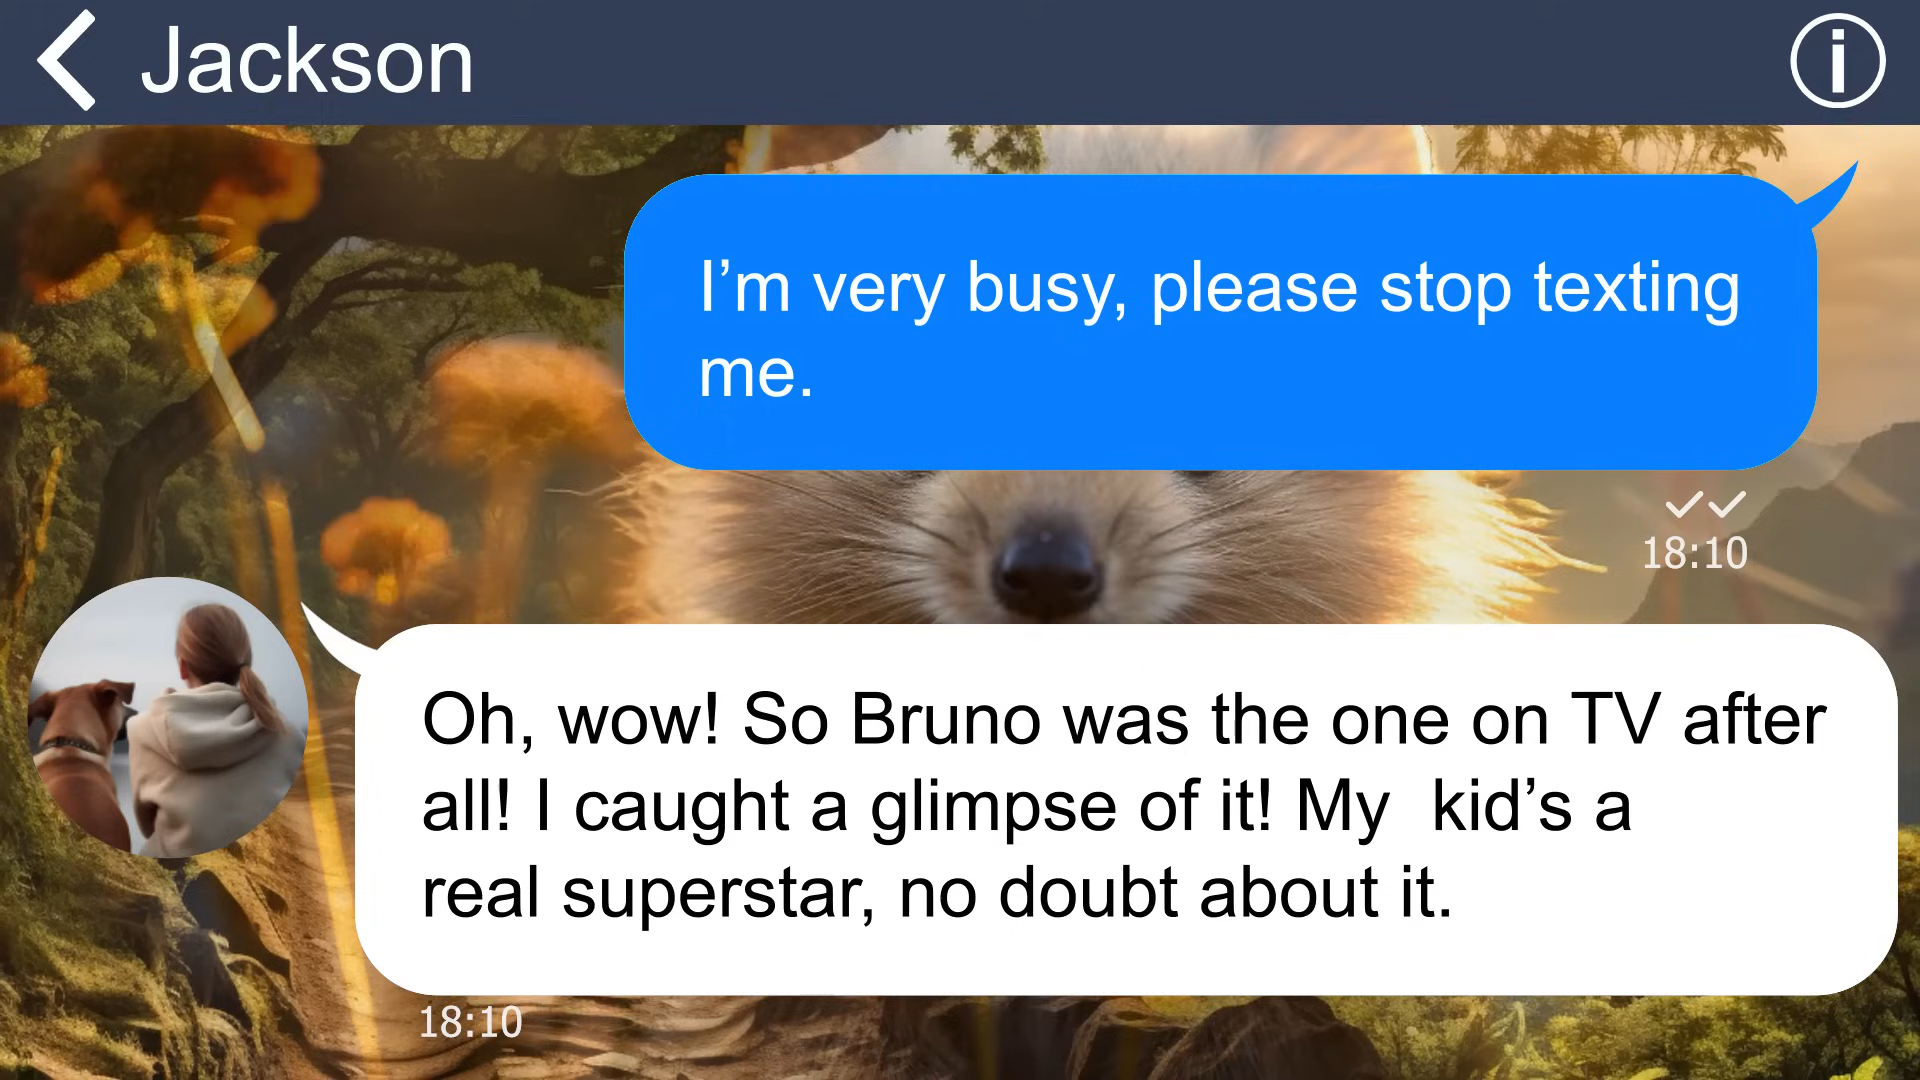 Jackson
I’m very busy, please stop texting
me.
18:10
Oh, wow! So Bruno was the one on TV after
all! I caught a glimpse of it! My  kid’s a
real superstar, no doubt about it.
18:10